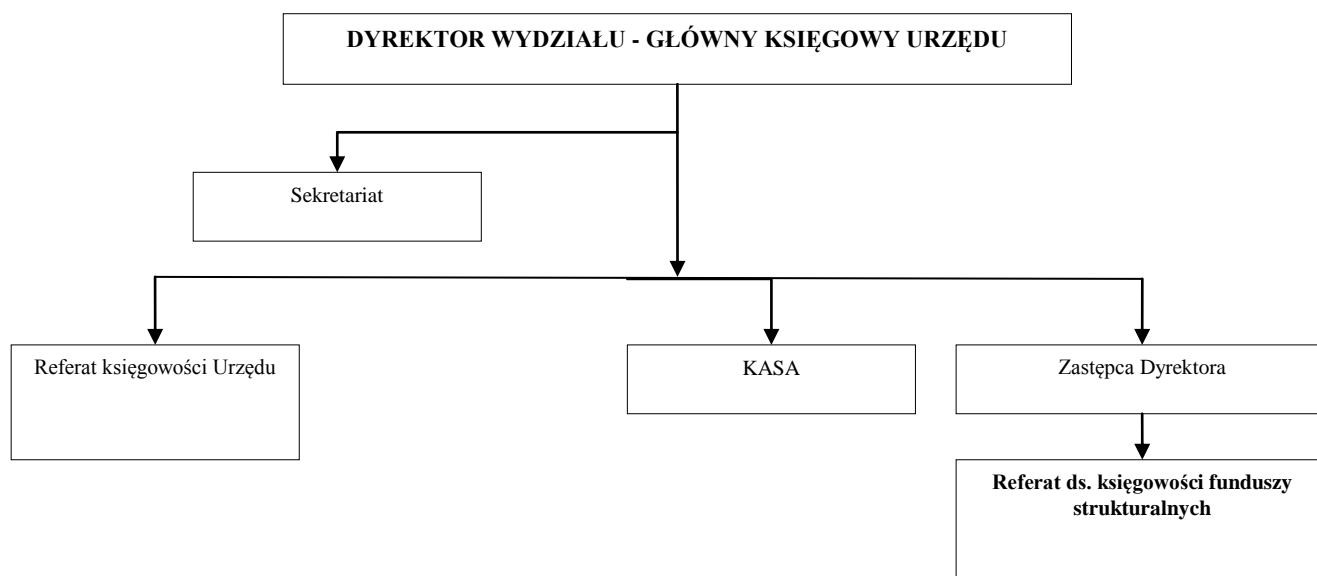 DYREKTOR WYDZIAŁU - GŁÓWNY KSIĘGOWY URZĘDU
Sekretariat
Referat księgowości Urzędu
KASA
Zastępca Dyrektora
Referat ds. księgowości funduszy
strukturalnych